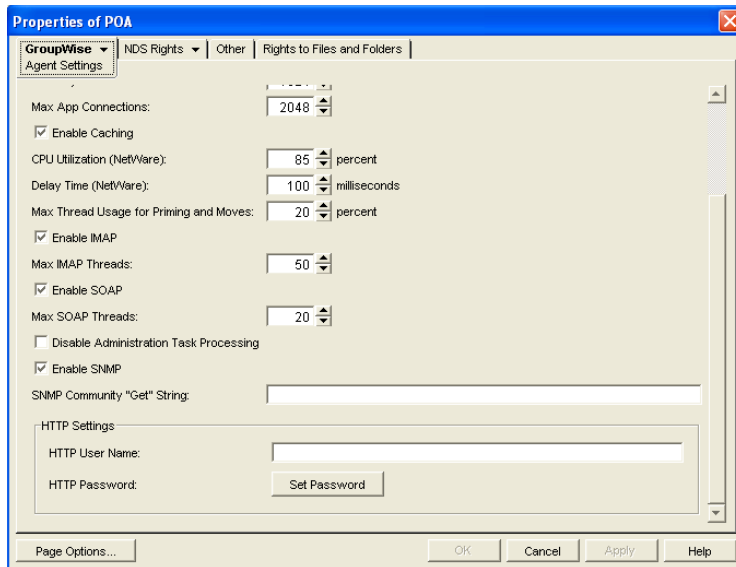 Properties of POA
GroupWise NDS Rights Other Rights to Files and Folders
Agent Settings
Max App Connections: 2048
Enable Caching
CPU Utilization (NetWare): 85 percent
Delay Time (NetWare): 100 milliseconds
Max Thread Usage for Priming and Moves: 20 percent
Enable IMAP
Max IMAP Threads: 50
Enable SOAP
Max SOAP Threads: 20
Disable Administration Task Processing
Enable SNMP
SNMP Community "Get" String:
HTTP Settings
HTTP User Name:
HTTP Password: Set Password
Page Options... OK Cancel Apply Help